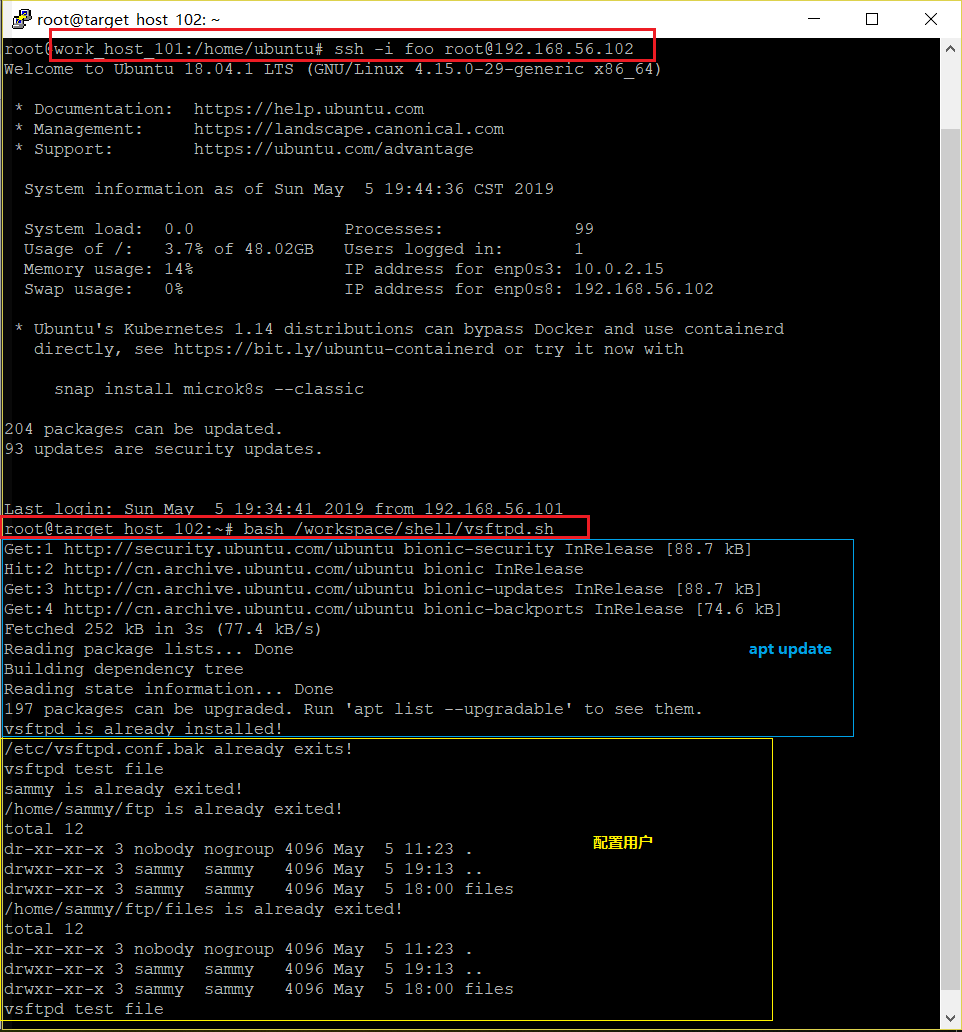 root@target_host_102: ~
root@work_host_101:/home/ubuntu# ssh -i foo root@192.168.56.102
Welcome to Ubuntu 18.04.1 LTS (GNU/Linux 4.15.0-29-generic x86_64)
* Documentation:  https://help.ubuntu.com
* Management:     https://landscape.canonical.com
* Support:        https://ubuntu.com/advantage
System information as of Sun May  5 19:44:36 CST 2019
System load:  0.0               Processes:             99
Usage of /:   3.7% of 48.02GB   Users logged in:       1
Memory usage: 14%               IP address for enp0s3: 10.0.2.15
Swap usage:   0%                IP address for enp0s8: 192.168.56.102
* Ubuntu's Kubernetes 1.14 distributions can bypass Docker and use containerd
directly, see https://bit.ly/ubuntu-containerd or try it now with
snap install microk8s --classic
204 packages can be updated.
93 updates are security updates.
Last login: Sun May  5 19:34:41 2019 from 192.168.56.101
root@target_host_102:~# bash /workspace/shell/vsftpd.sh
Get:1 http://security.ubuntu.com/ubuntu bionic-security InRelease [88.7 kB]
Hit:2 http://cn.archive.ubuntu.com/ubuntu bionic InRelease
Get:3 http://cn.archive.ubuntu.com/ubuntu bionic-updates InRelease [88.7 kB]
Get:4 http://cn.archive.ubuntu.com/ubuntu bionic-backports InRelease [74.6 kB]
Fetched 252 kB in 3s (77.4 kB/s)
Reading package lists... Done
apt update
Building dependency tree
Reading state information... Done
197 packages can be upgraded. Run 'apt list --upgradable' to see them.
vsftpd is already installed!
/etc/vsftpd.conf.bak already exits!
vsftpd test file
sammy is already exited!
/home/sammy/ftp is already exited!
total 12
配置用户
dr-xr-xr-x 3 nobody nogroup 4096 May  5 11:23 .
drwxr-xr-x 3 sammy  sammy   4096 May  5 19:13 ..
drwxr-xr-x 3 sammy  sammy   4096 May  5 18:00 files
/home/sammy/ftp/files is already exited!
total 12
dr-xr-xr-x 3 nobody nogroup 4096 May  5 11:23 .
drwxr-xr-x 3 sammy  sammy   4096 May  5 19:13 ..
drwxr-xr-x 3 sammy  sammy   4096 May  5 18:00 files
vsftpd test file